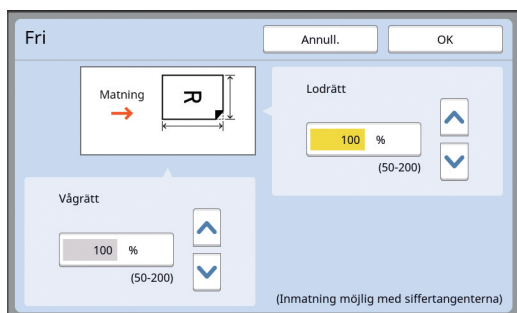 Fri
Annull.
OK
Matning
R
Lodrätt
100 %
(50-200)
Vågrätt
100 %
(50-200)
(Inmatning möjlig med siffertangenterna)